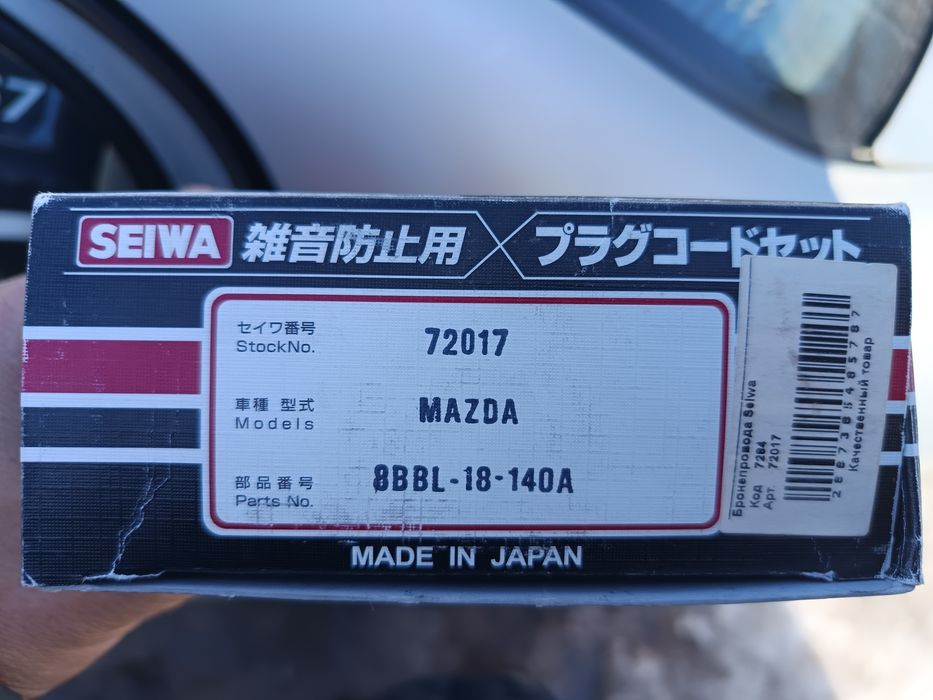 SEIWA 雑音防止用 プラグコードセット
セイワ番号
StockNo.
72017
車種 型式
Models
MAZDA
部品番号
Parts No.
8BBL-18-140A
MADE IN JAPAN
Бронепровода Seiwa
Код 7284
Арт. 72017
2887385485787
Качественный товар